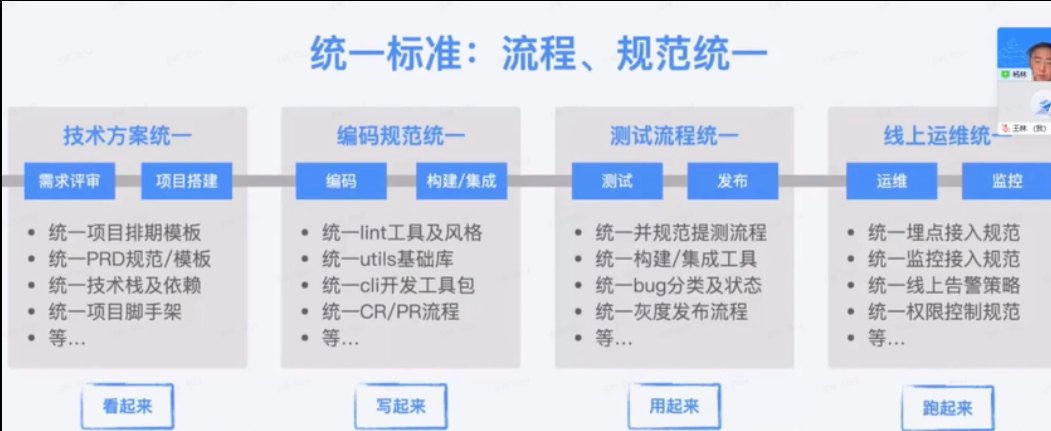 统一标准：流程、规范统一
技术方案统一
需求评审
项目搭建
统一项目排期模板
统一PRD规范/模板
统一技术栈及依赖
统一项目脚手架
等...
看起来
编码规范统一
编码
构建/集成
统一lint工具及风格
统一utils基础库
统一cli开发工具包
统一CR/PR流程
等...
写起来
测试流程统一
测试
发布
统一并规范提测流程
统一构建/集成工具
统一bug分类及状态
统一灰度发布流程
等...
用起来
线上运维统一
运维
监控
统一埋点接入规范
统一监控接入规范
统一线上告警策略
统一权限控制规范
等...
跑起来
杨林
王林（我）